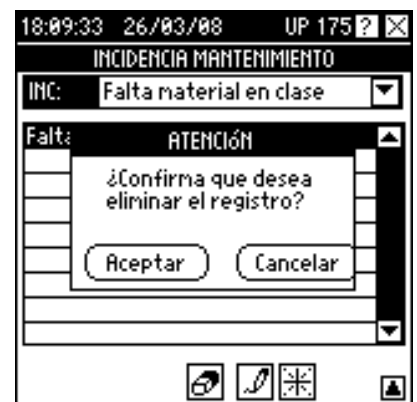 18:09:33 26/03/08 UP 175 ?
INCIDENCIA MANTENIMIENTO
INC: Falta material en clase
Falta
ATENCIóN
¿Confirma que desea
eliminar el registro?
Aceptar Cancelar